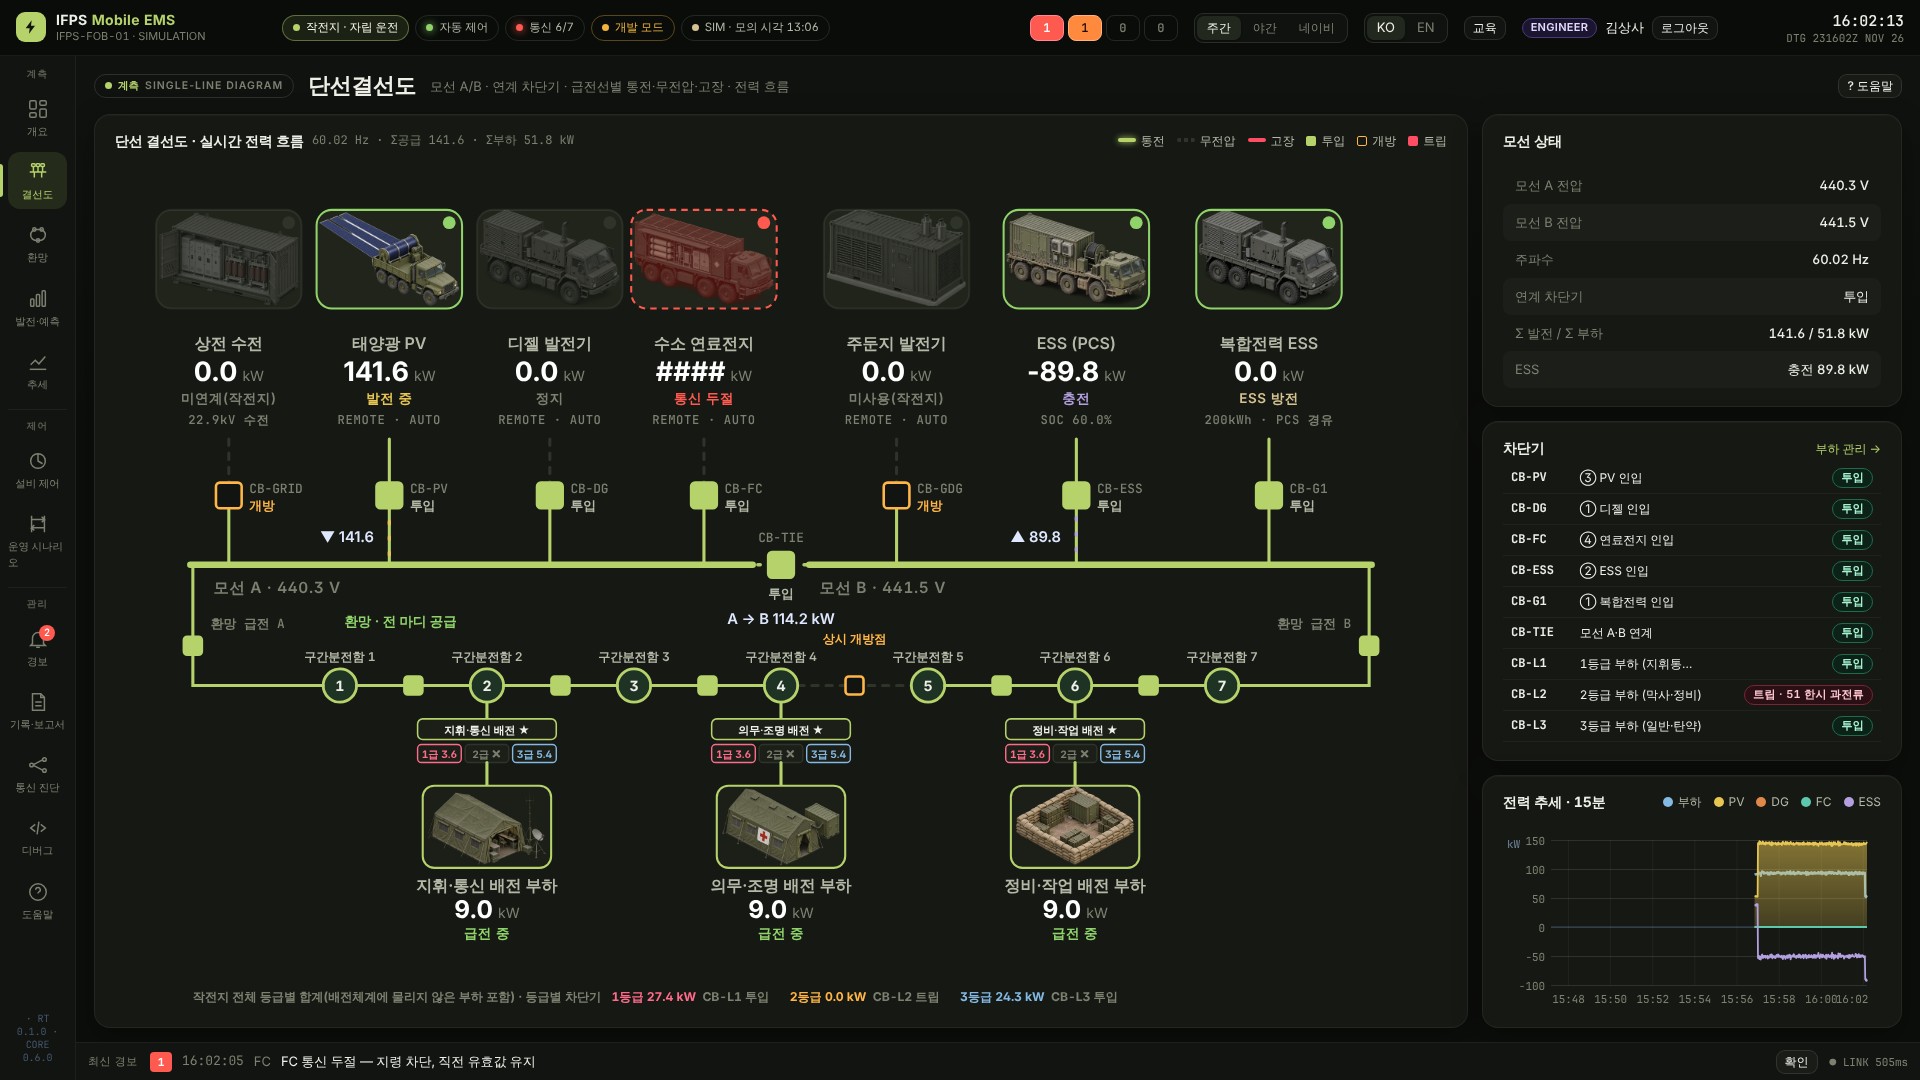 IFPS Mobile EMS
IFPS-FOB-01 · SIMULATION
작전지 · 자립 운전
자동 제어
통신 6/7
개발 모드
SIM · 모의 시각 13:06
1 1 0 0
주간 야간 네이비
KO EN
교육
ENGINEER 김상사 로그아웃
16:02:13
DTG 231602Z NOV 26
계측
개요
결선도
환망
발전·예측
추세
제어
설비 제어
운영 시나리
오
관리
2
경보
기록·보고서
통신 진단
디버그
도움말
· RT
0.1.0 ·
CORE
0.6.0
계측 SINGLE-LINE DIAGRAM
단선결선도
모선 A/B · 연계 차단기 · 급전선별 통전·무전압·고장 · 전력 흐름
? 도움말
단선 결선도 · 실시간 전력 흐름
60.02 Hz · Σ공급 141.6 · Σ부하 51.8 kW
통전 무전압 고장 투입 개방 트립
상전 수전
0.0 kW
미연계(작전지)
22.9kV 수전
태양광 PV
141.6 kW
발전 중
REMOTE · AUTO
디젤 발전기
0.0 kW
정지
REMOTE · AUTO
수소 연료전지
#### kW
통신 두절
REMOTE · AUTO
주둔지 발전기
0.0 kW
미사용(작전지)
REMOTE · AUTO
ESS (PCS)
-89.8 kW
충전
SOC 60.0%
복합전력 ESS
0.0 kW
ESS 방전
200kWh · PCS 경유
CB-GRID
개방
CB-PV
투입
CB-DG
투입
CB-FC
투입
CB-GDG
개방
CB-ESS
투입
CB-G1
투입
▼ 141.6
▲ 89.8
CB-TIE
투입
모선 A · 440.3 V
모선 B · 441.5 V
환망 급전 A
환망 · 전 마디 공급
A → B 114.2 kW
상시 개방점
환망 급전 B
구간분전함 1
구간분전함 2
구간분전함 3
구간분전함 4
구간분전함 5
구간분전함 6
구간분전함 7
1 2 3 4 5 6 7
지휘·통신 배전 ★
1급 3.6 2급 ✕ 3급 5.4
의무·조명 배전 ★
1급 3.6 2급 ✕ 3급 5.4
정비·작업 배전 ★
1급 3.6 2급 ✕ 3급 5.4
지휘·통신 배전 부하
9.0 kW
급전 중
의무·조명 배전 부하
9.0 kW
급전 중
정비·작업 배전 부하
9.0 kW
급전 중
작전지 전체 등급별 합계(배전체계에 물리지 않은 부하 포함) · 등급별 차단기 1등급 27.4 kW CB-L1 투입 2등급 0.0 kW CB-L2 트립 3등급 24.3 kW CB-L3 투입
모선 상태
모선 A 전압 440.3 V
모선 B 전압 441.5 V
주파수 60.02 Hz
연계 차단기 투입
Σ 발전 / Σ 부하 141.6 / 51.8 kW
ESS 충전 89.8 kW
차단기 부하 관리 →
CB-PV ③ PV 인입 투입
CB-DG ① 디젤 인입 투입
CB-FC ④ 연료전지 인입 투입
CB-ESS ② ESS 인입 투입
CB-G1 ① 복합전력 인입 투입
CB-TIE 모선 A·B 연계 투입
CB-L1 1등급 부하 (지휘통... 투입
CB-L2 2등급 부하 (막사·정비) 트립 · 51 한시 과전류
CB-L3 3등급 부하 (일반·탄약) 투입
전력 추세 · 15분
부하 PV DG FC ESS
kW 150
100
50
0
-50
-100
15:48 15:50 15:52 15:54 15:56 15:58 16:00 16:02
최신 경보 1 16:02:05 FC FC 통신 두절 — 지령 차단, 직전 유효값 유지
확인
LINK 505ms